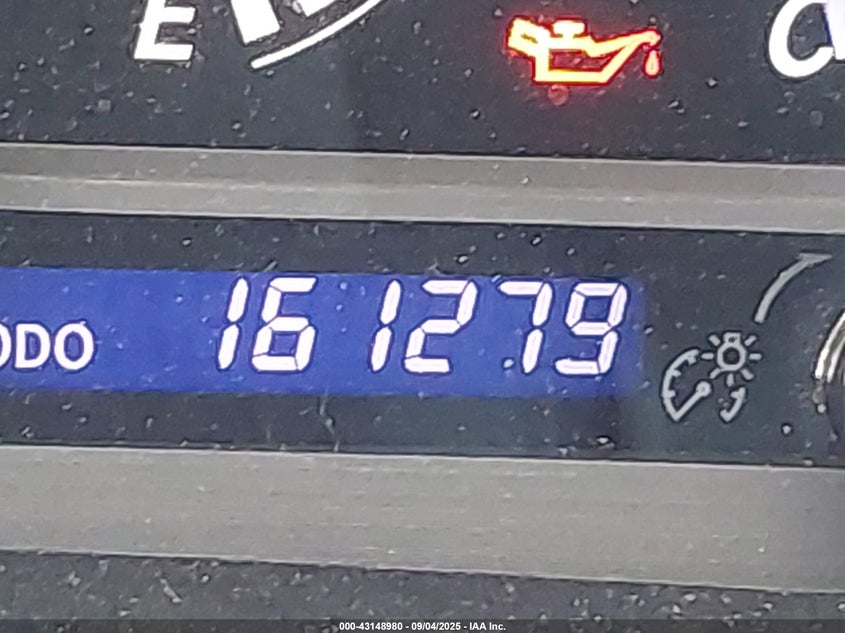 E
C
ODO 161279
000-43148980 - 09/04/2025 - IAA Inc.